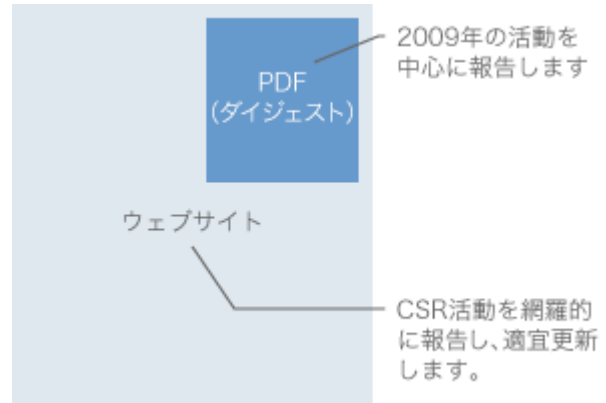 2009年の活動を
中心に報告します
PDF
(ダイジェスト)
ウェブサイト
CSR活動を網羅的
に報告し、適宜更新
します。